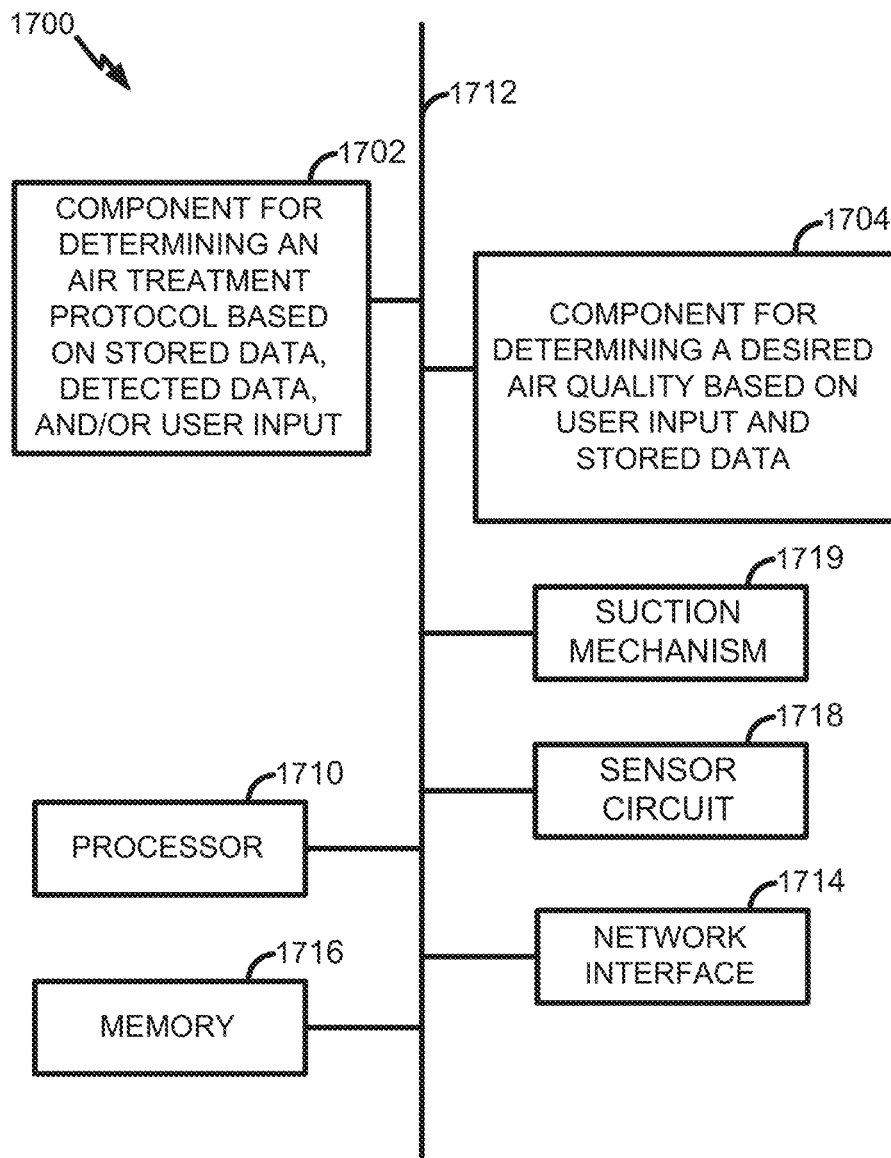 1700
1712
1702
COMPONENT FOR
DETERMINING AN
AIR TREATMENT
PROTOCOL BASED
ON STORED DATA,
DETECTED DATA,
AND/OR USER INPUT
1704
COMPONENT FOR
DETERMINING A DESIRED
AIR QUALITY BASED ON
USER INPUT AND
STORED DATA
1719
SUCTION
MECHANISM
1718
SENSOR
CIRCUIT
1710
PROCESSOR
1714
NETWORK
INTERFACE
1716
MEMORY